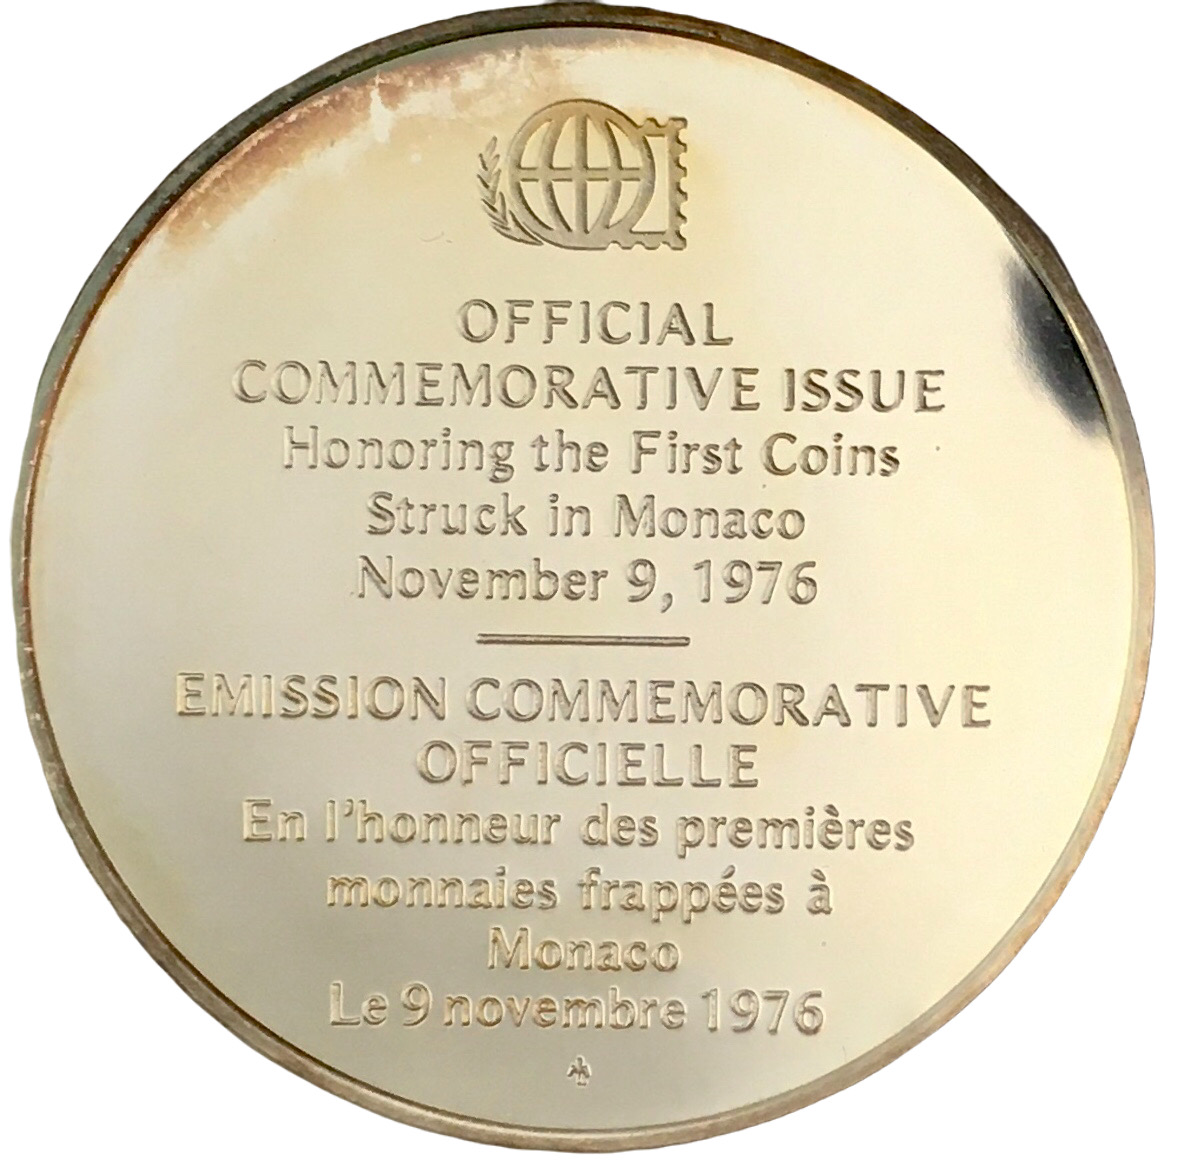 OFFICIAL
COMMEMORATIVE ISSUE
Honoring the First Coins
Struck in Monaco
November 9, 1976
EMISSION COMMEMORATIVE
OFFICIELLE
En l'honneur des premières
monnaies frappées à
Monaco
Le 9 novembre 1976